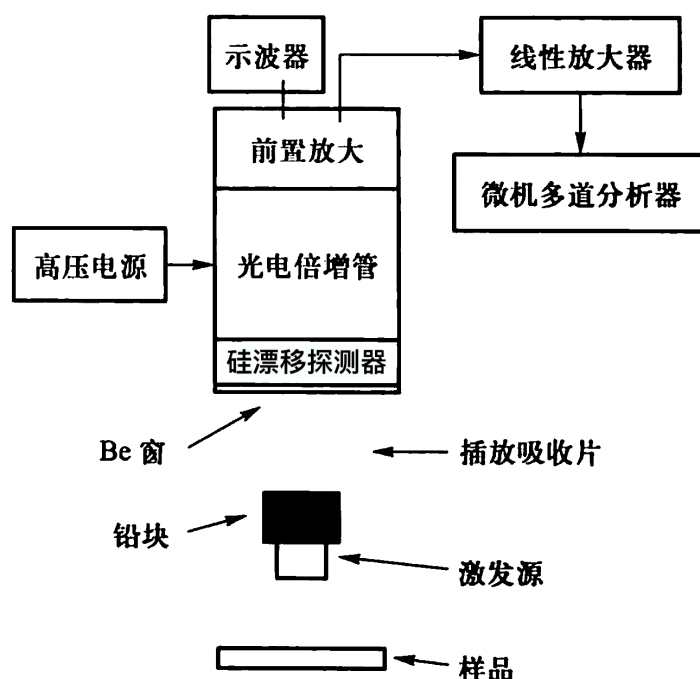 示波器
线性放大器
前置放大
微机多道分析器
高压电源
光电倍增管
硅漂移探测器
Be 窗
插放吸收片
铅块
激发源
样品